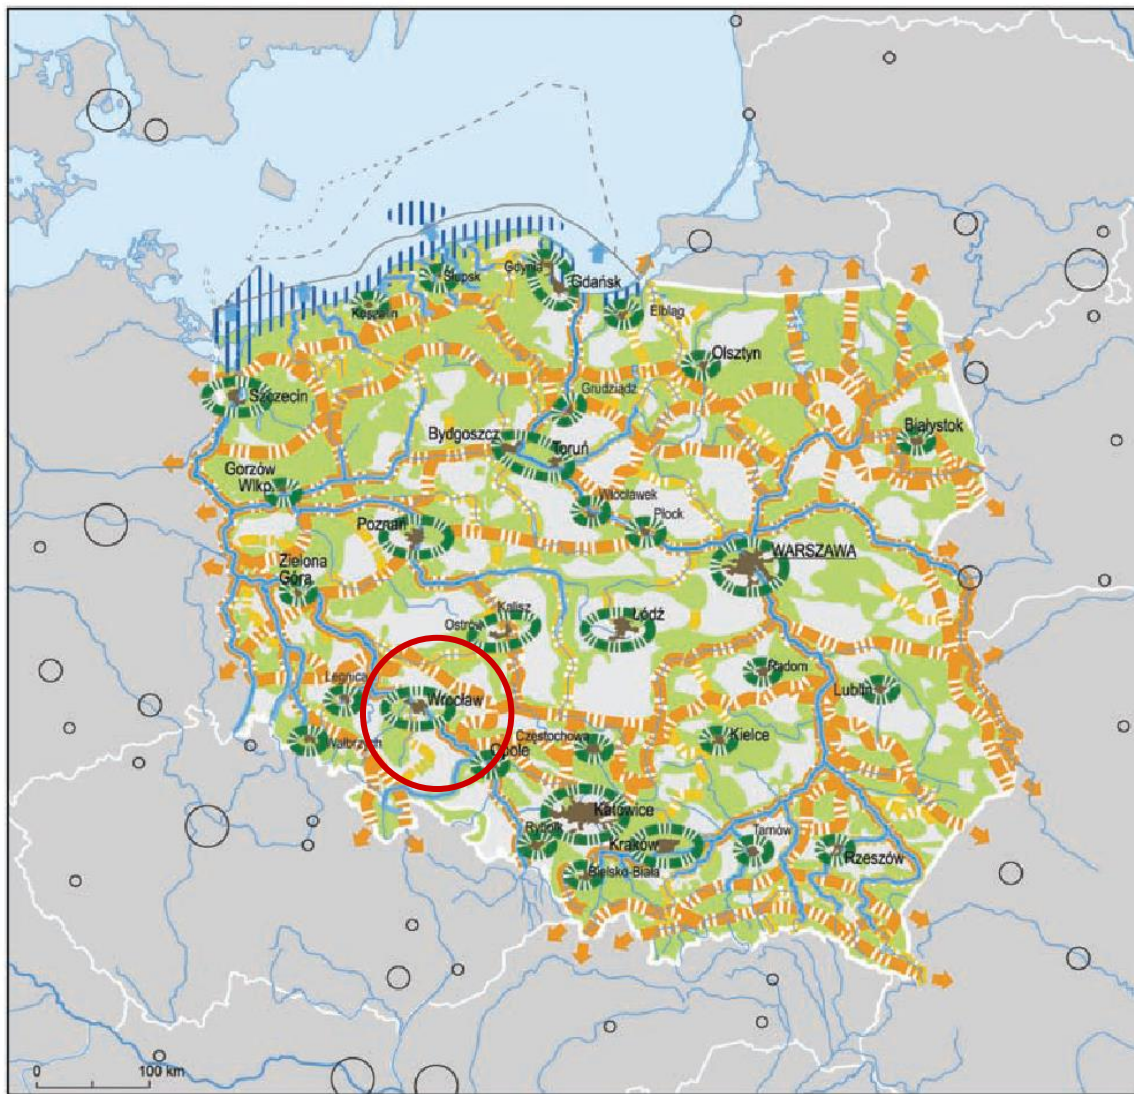 Słupsk
Gdynia
Gdańsk
Koszalin
Elbląg
Olsztyn
Szczecin
Grudziądz
Białystok
Bydgoszcz
Toruń
Gorzów
Wlkp.
Włocławek
Płock
Poznań
WARSZAWA
Zielona
Góra
Kalisz
Ostrów
Łódź
Radom
Legnica
Wrocław
Lublin
Wałbrzych
Częstochowa
Kielce
Opole
Katowice
Rybnik
Kraków
Tarnów
Rzeszów
Bielsko-Biała
0 100 km